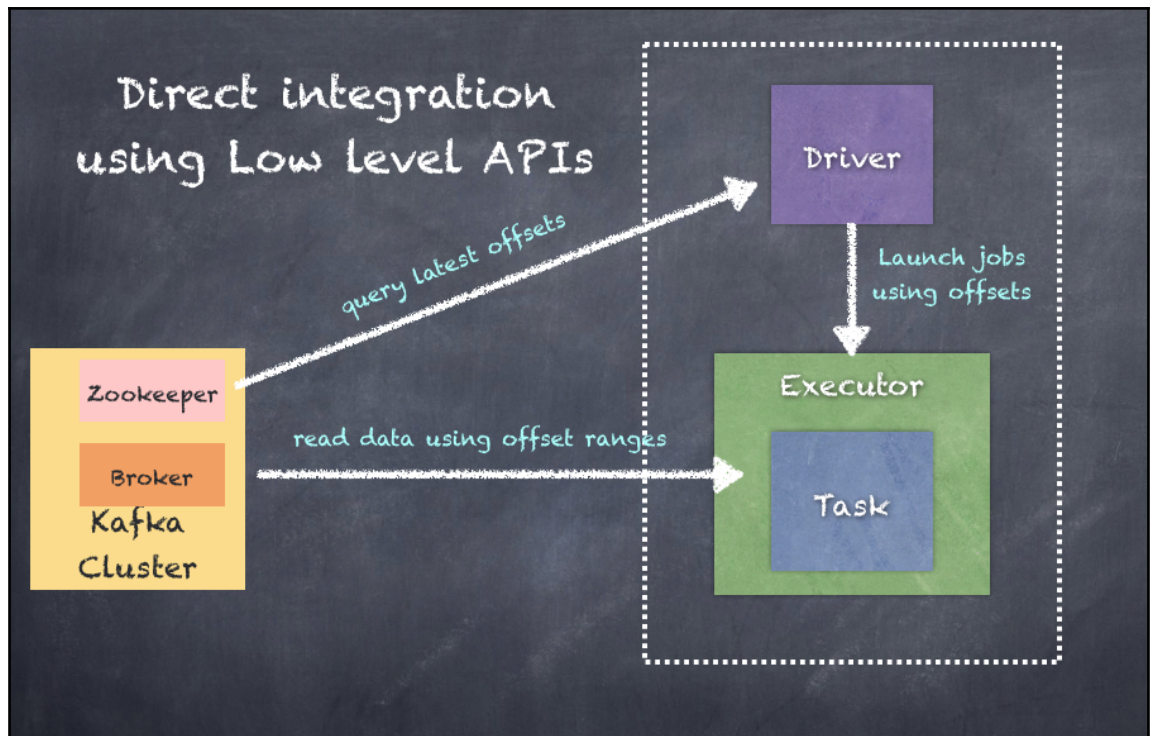 Direct integration
using Low level APIs
Driver
query latest offsets
Launch jobs
using offsets
Zookeeper
Executor
read data using offset ranges
Broker
Task
Kafka
Cluster